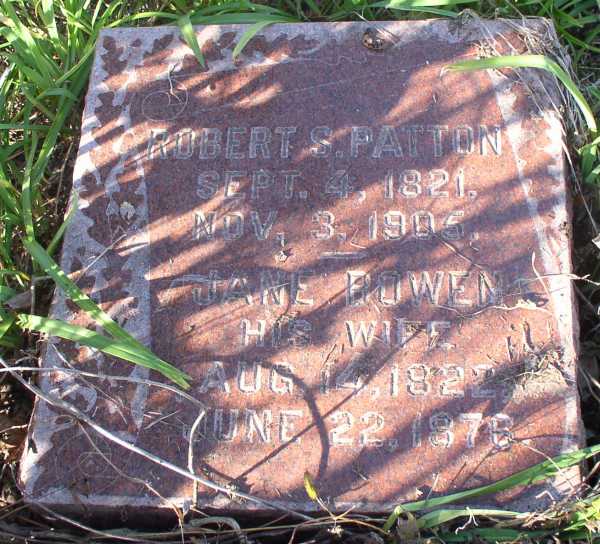 ROBERT S. PATTON
SEPT. 4, 1821.
NOV. 3, 1905.
JANE BOWEN
HIS WIFE
AUG 14, 1822.
JUNE 22, 1876